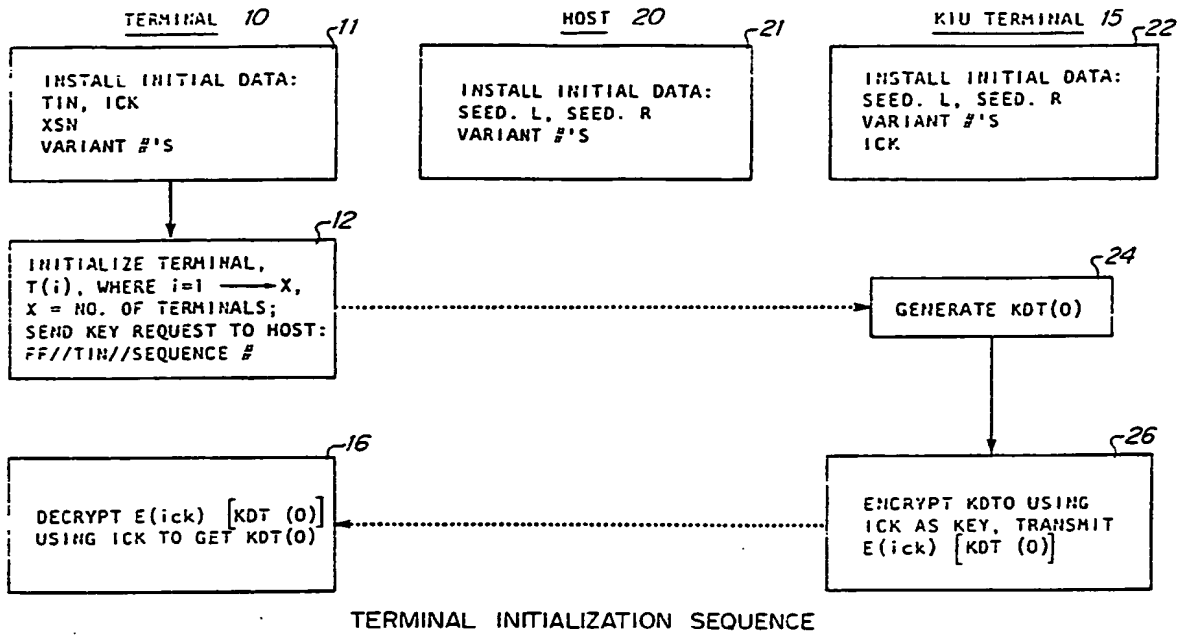 TERMINAL 10
11
INSTALL INITIAL DATA:
TIN, ICK
XSN
VARIANT #'S
HOST 20
21
INSTALL INITIAL DATA:
SEED. L, SEED. R
VARIANT #'S
KIU TERMINAL 15
22
INSTALL INITIAL DATA:
SEED. L, SEED. R
VARIANT #'S
ICK
12
INITIALIZE TERMINAL,
T(i), WHERE i=1 ⟶ X,
X = NO. OF TERMINALS;
SEND KEY REQUEST TO HOST:
FF//TIN//SEQUENCE #
24
GENERATE KDT(0)
16
DECRYPT E(ick) [KDT (0)]
USING ICK TO GET KDT(0)
26
ENCRYPT KDTO USING
ICK AS KEY, TRANSMIT
E(ick) [KDT (0)]
TERMINAL INITIALIZATION SEQUENCE